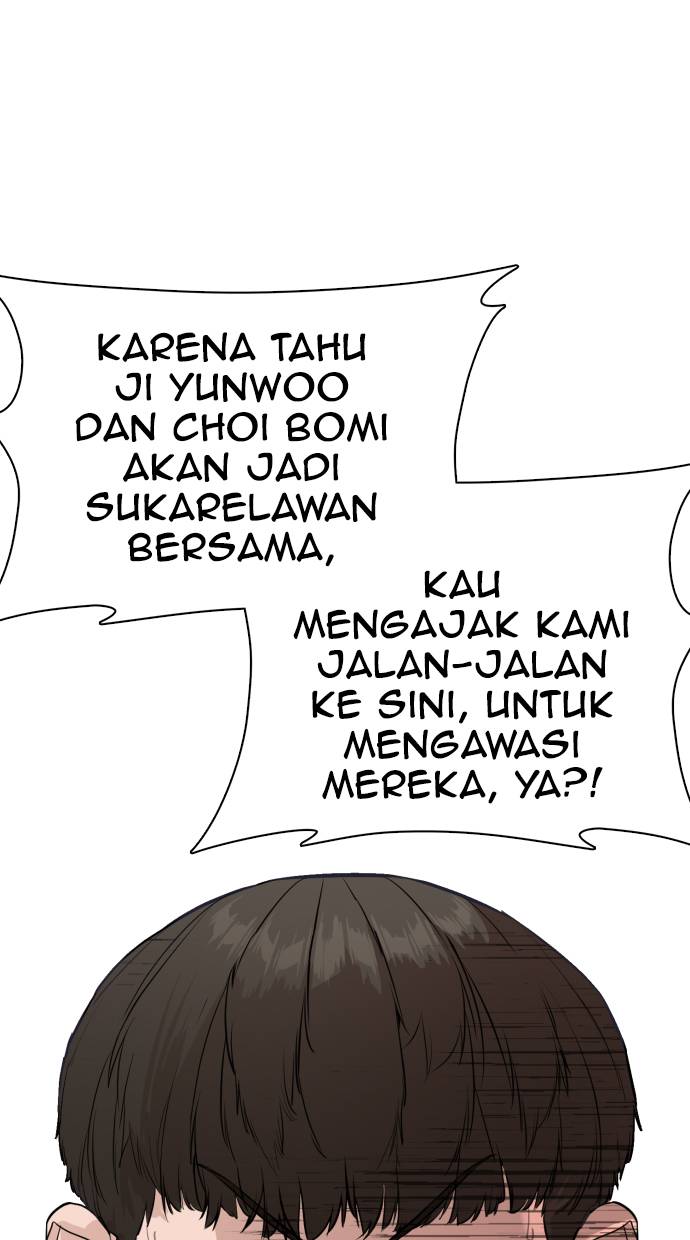 KARENA TAHU
JI YUNWOO
DAN CHOI BOMI
AKAN JADI
SUKARELAWAN
BERSAMA,
KAU
MENGAJAK KAMI
JALAN-JALAN
KE SINI, UNTUK
MENGAWASI
MEREKA, YA?!